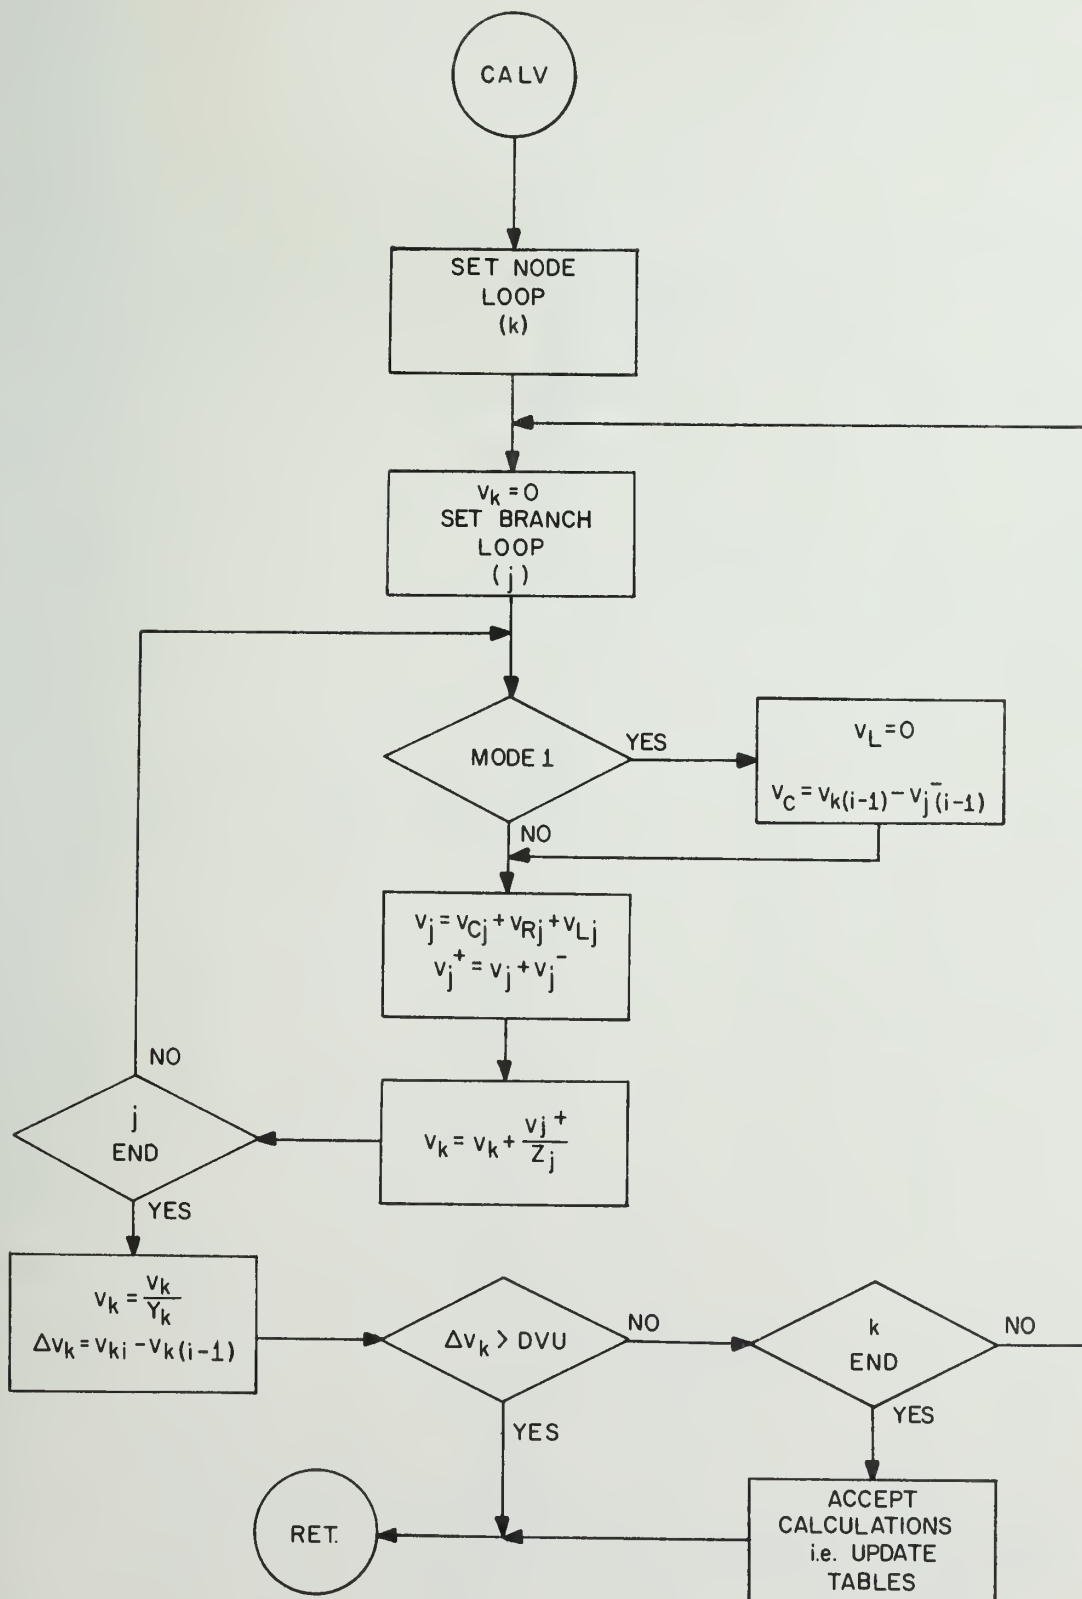 CALV
SET NODE
LOOP
(k)
v_k = 0
SET BRANCH
LOOP
(j)
MODE 1
YES
v_L = 0
v_C = v_k(i-1) - v_j^-(i-1)
NO
v_j = v_Cj + v_Rj + v_Lj
v_j^+ = v_j + v_j^-
v_k = v_k + v_j^+ / Z_j
NO
j
END
YES
v_k = v_k / Y_k
Δv_k = v_ki - v_k(i-1)
Δv_k > DVU
NO
k
END
NO
YES
YES
RET.
ACCEPT
CALCULATIONS
i.e. UPDATE
TABLES